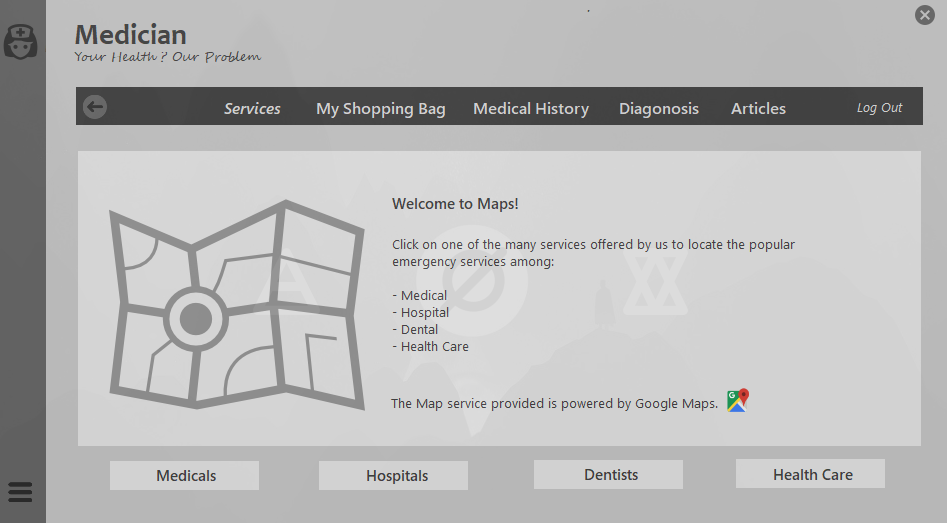 Medician
Your Health ? Our Problem
Services My Shopping Bag Medical History Diagonosis Articles Log Out
Welcome to Maps!
Click on one of the many services offered by us to locate the popular
emergency services among:
- Medical
- Hospital
- Dental
- Health Care
The Map service provided is powered by Google Maps. G
Medicals Hospitals Dentists Health Care